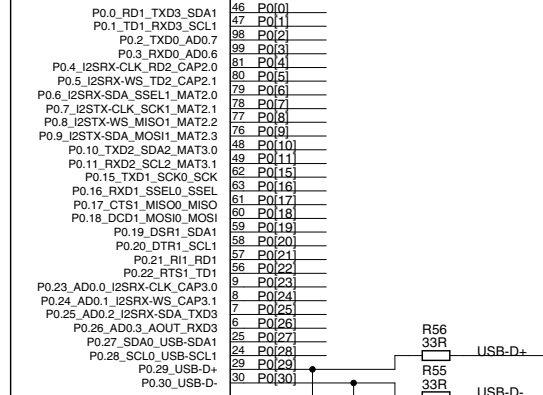 P0.0_RD1_TXD3_SDA1 46 P0[0]
P0.1_TD1_RXD3_SCL1 47 P0[1]
P0.2_TXD0_AD0.7 98 P0[2]
P0.3_RXD0_AD0.6 99 P0[3]
P0.4_I2SRX-CLK_RD2_CAP2.0 81 P0[4]
P0.5_I2SRX-WS_TD2_CAP2.1 80 P0[5]
P0.6_I2SRX-SDA_SSEL1_MAT2.0 79 P0[6]
P0.7_I2STX-CLK_SCK1_MAT2.1 78 P0[7]
P0.8_I2STX-WS_MISO1_MAT2.2 77 P0[8]
P0.9_I2STX-SDA_MOSI1_MAT2.3 76 P0[9]
P0.10_TXD2_SDA2_MAT3.0 48 P0[10]
P0.11_RXD2_SCL2_MAT3.1 49 P0[11]
P0.15_TXD1_SCK0_SCK 62 P0[15]
P0.16_RXD1_SSEL0_SSEL 63 P0[16]
P0.17_CTS1_MISO0_MISO 61 P0[17]
P0.18_DCD1_MOSI0_MOSI 60 P0[18]
P0.19_DSR1_SDA1 59 P0[19]
P0.20_DTR1_SCL1 58 P0[20]
P0.21_RI1_RD1 57 P0[21]
P0.22_RTS1_TD1 56 P0[22]
P0.23_AD0.0_I2SRX-CLK_CAP3.0 9 P0[23]
P0.24_AD0.1_I2SRX-WS_CAP3.1 8 P0[24]
P0.25_AD0.2_I2SRX-SDA_TXD3 7 P0[25]
P0.26_AD0.3_AOUT_RXD3 6 P0[26]
P0.27_SDA0_USB-SDA1 25 P0[27]
P0.28_SCL0_USB-SCL1 24 P0[28]
P0.29_USB-D+ 29 P0[29]
P0.30_USB-D- 30 P0[30]
R56
33R
USB-D+
R55
33R
USB-D-